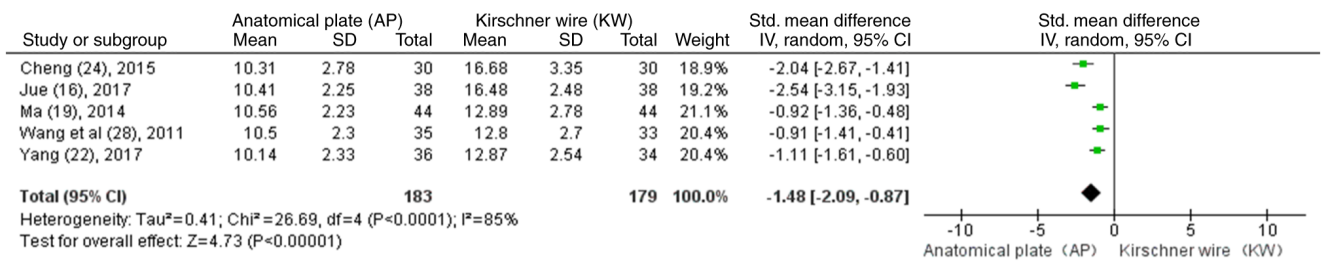 Anatomical plate (AP) Kirschner wire (KW) Std. mean difference Std. mean difference
Study or subgroup Mean SD Total Mean SD Total Weight IV, random, 95% CI IV, random, 95% CI
Cheng (24), 2015 10.31 2.78 30 16.68 3.35 30 18.9% -2.04 [-2.67, -1.41]
Jue (16), 2017 10.41 2.25 38 16.48 2.48 38 19.2% -2.54 [-3.15, -1.93]
Ma (19), 2014 10.56 2.23 44 12.89 2.78 44 21.1% -0.92 [-1.36, -0.48]
Wang et al (28), 2011 10.5 2.3 35 12.8 2.7 33 20.4% -0.91 [-1.41, -0.41]
Yang (22), 2017 10.14 2.33 36 12.87 2.54 34 20.4% -1.11 [-1.61, -0.60]
Total (95% CI) 183 179 100.0% -1.48 [-2.09, -0.87]
Heterogeneity: Tau²=0.41; Chi²=26.69, df=4 (P<0.0001); I²=85%
Test for overall effect: Z=4.73 (P<0.00001)
-10 -5 0 5 10
Anatomical plate (AP) Kirschner wire (KW)